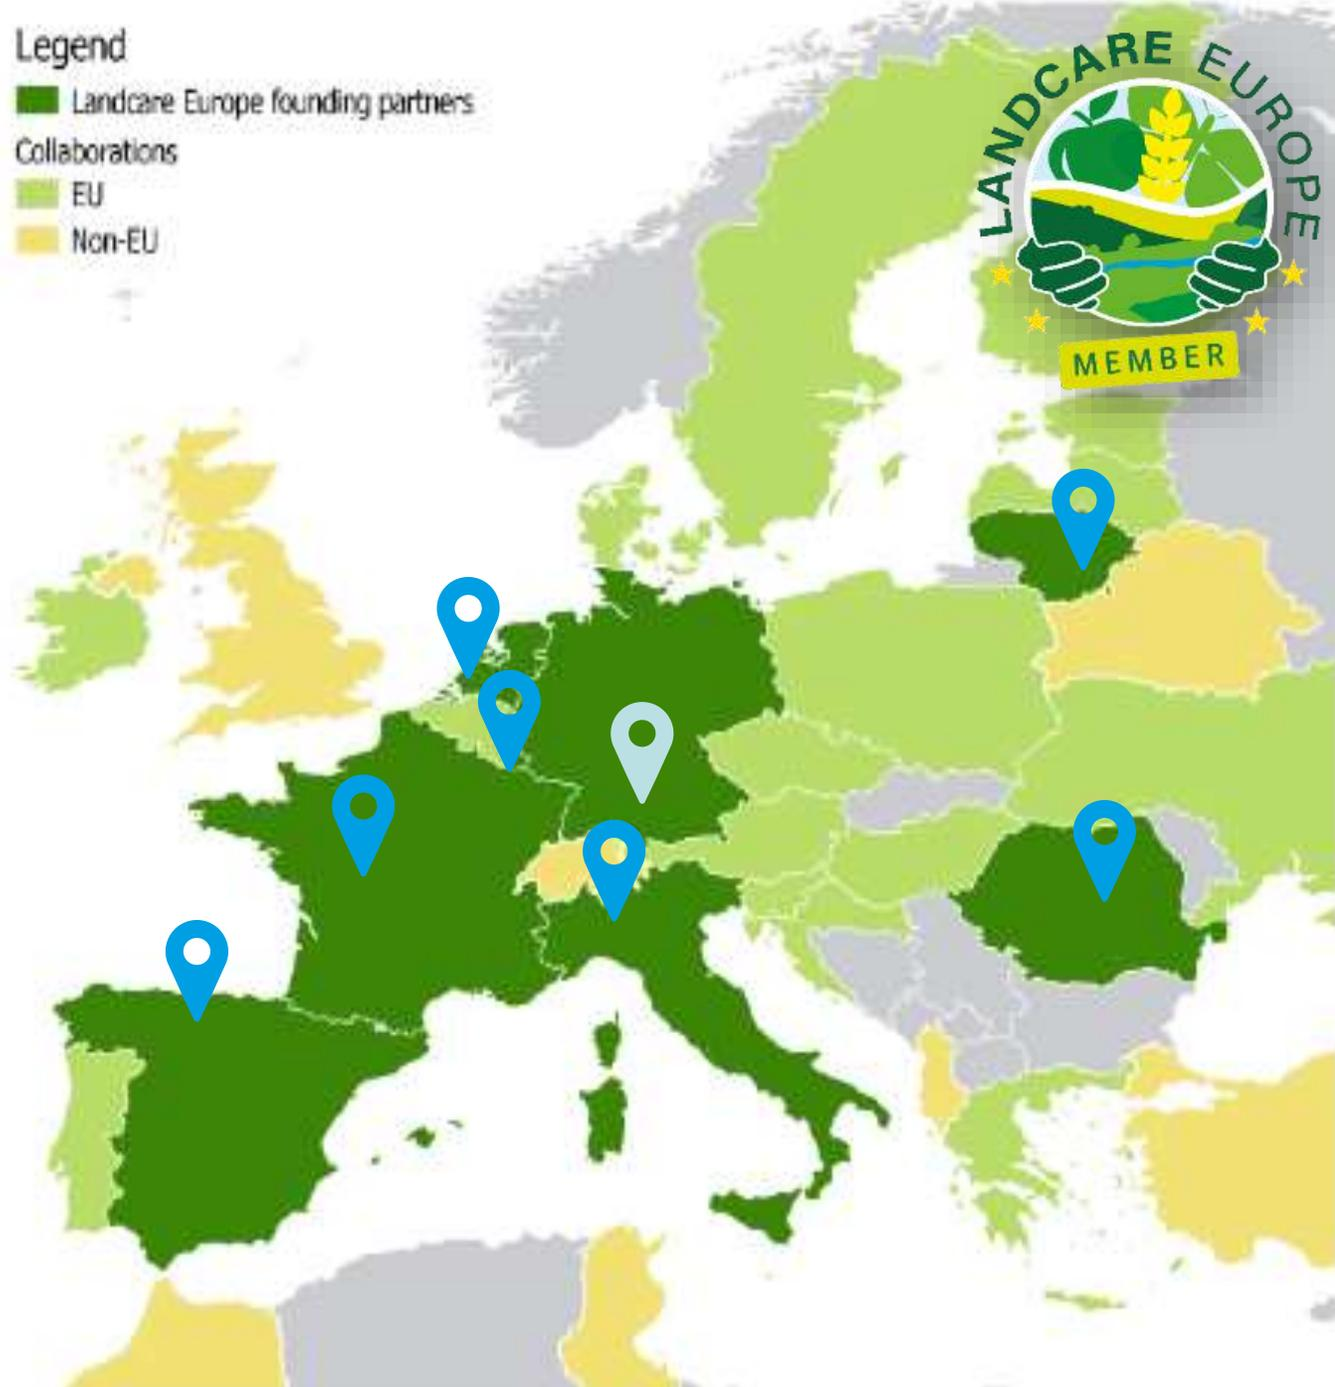 Legend
Landcare Europe founding partners
Collaborations
EU
Non-EU
LANDCARE EUROPE
MEMBER